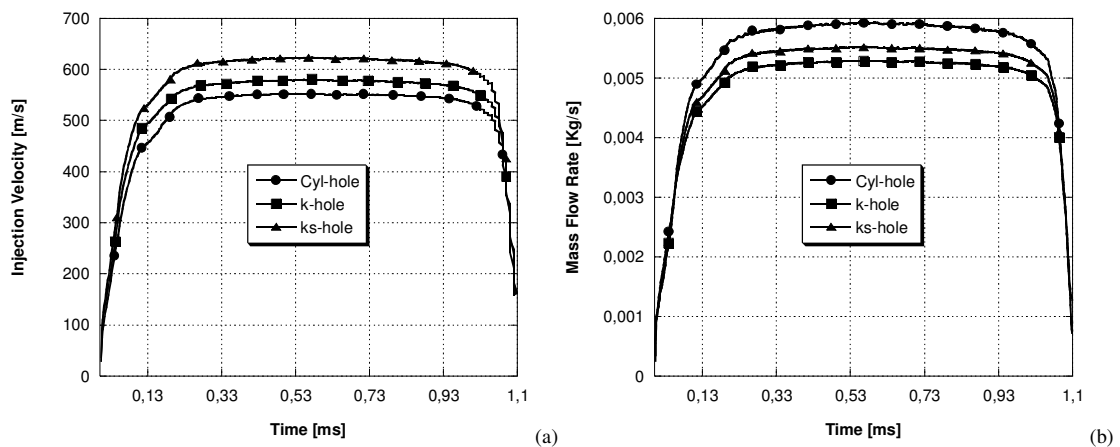 700
600
500
400
300
200
100
0
Injection Velocity [m/s]
Cyl-hole
k-hole
ks-hole
0,13 0,33 0,53 0,73 0,93 1,1
Time [ms]
(a)
0,006
0,005
0,004
0,003
0,002
0,001
0
Mass Flow Rate [Kg/s]
Cyl-hole
k-hole
ks-hole
0,13 0,33 0,53 0,73 0,93 1,1
Time [ms]
(b)